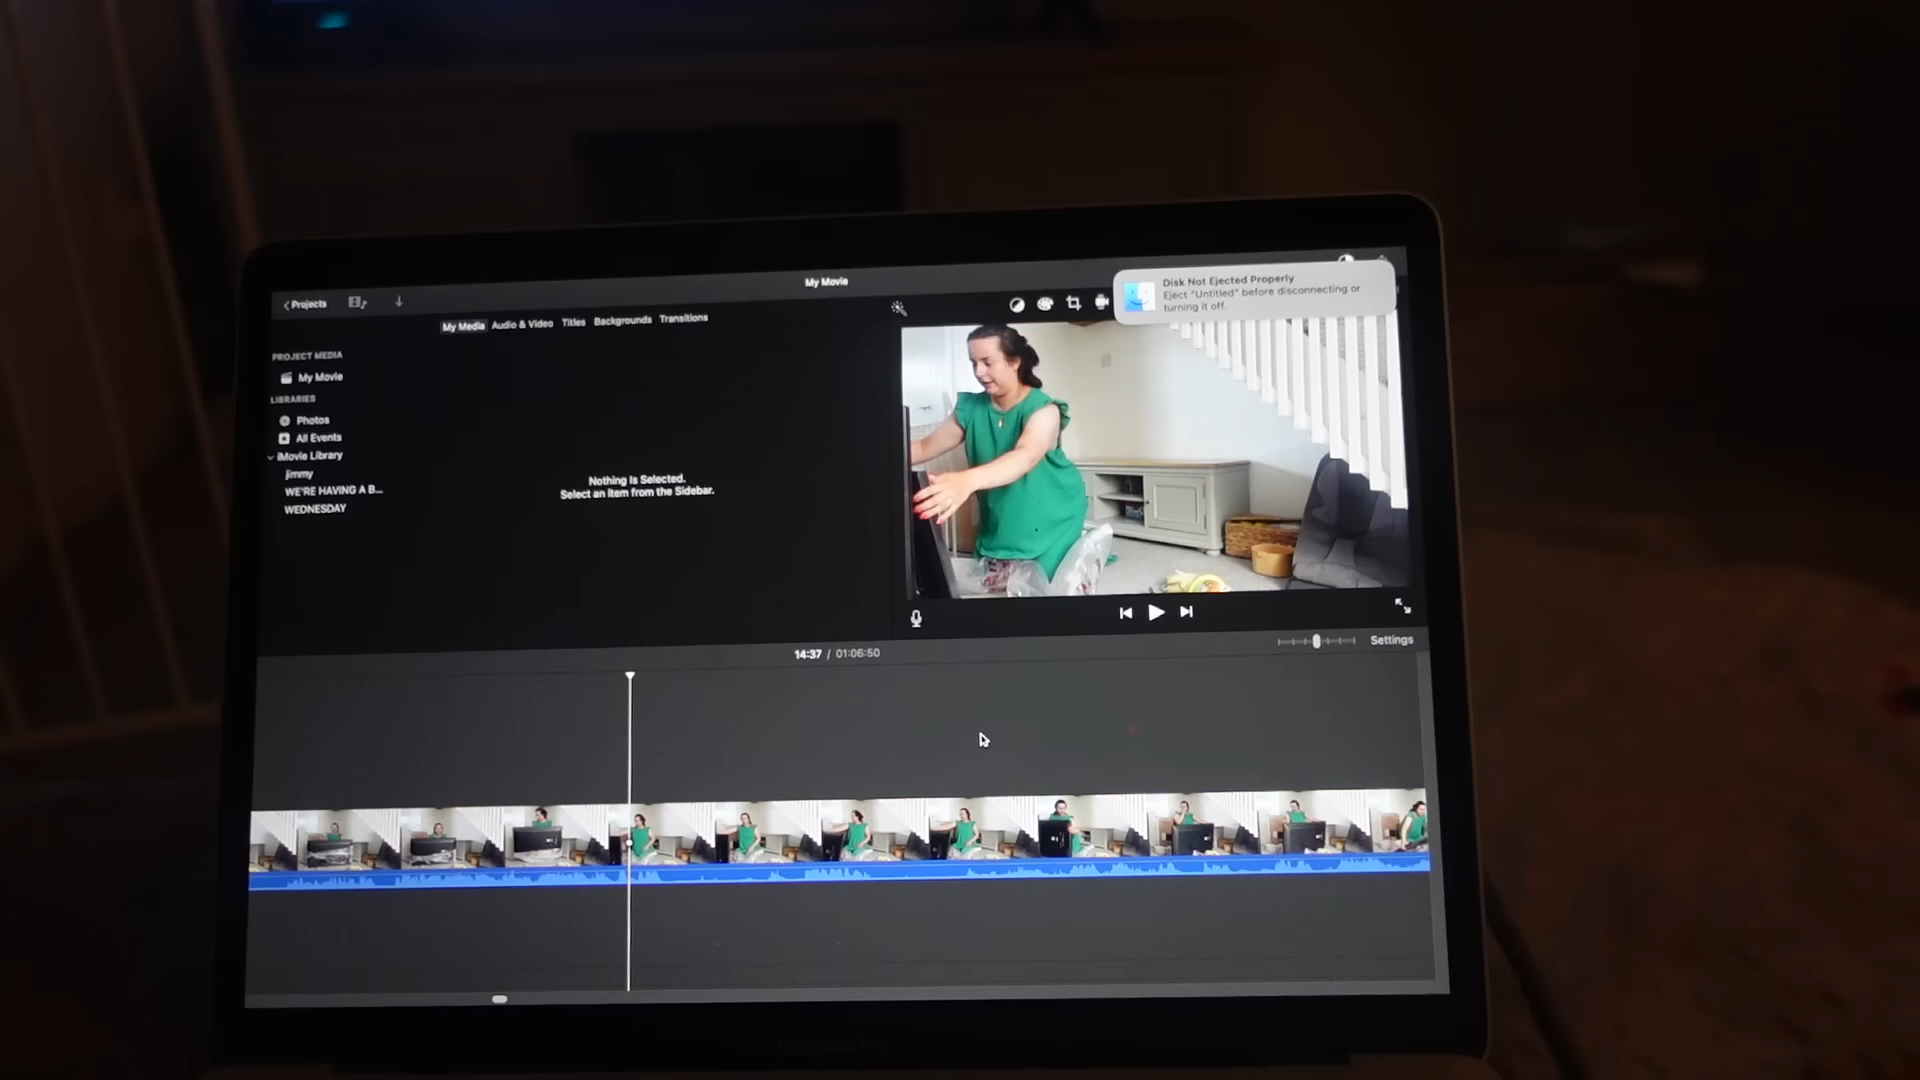 My Movie
Projects
Disk Not Ejected Properly
Eject "Untitled" before disconnecting or
turning it off.
My Media Audio & Video Titles Backgrounds Transitions
PROJECT MEDIA
My Movie
LIBRARIES
Photos
All Events
iMovie Library
jimmy
WE'RE HAVING A B...
WEDNESDAY
Nothing Is Selected.
Select an item from the Sidebar.
14:37 / 01:06:50
Settings